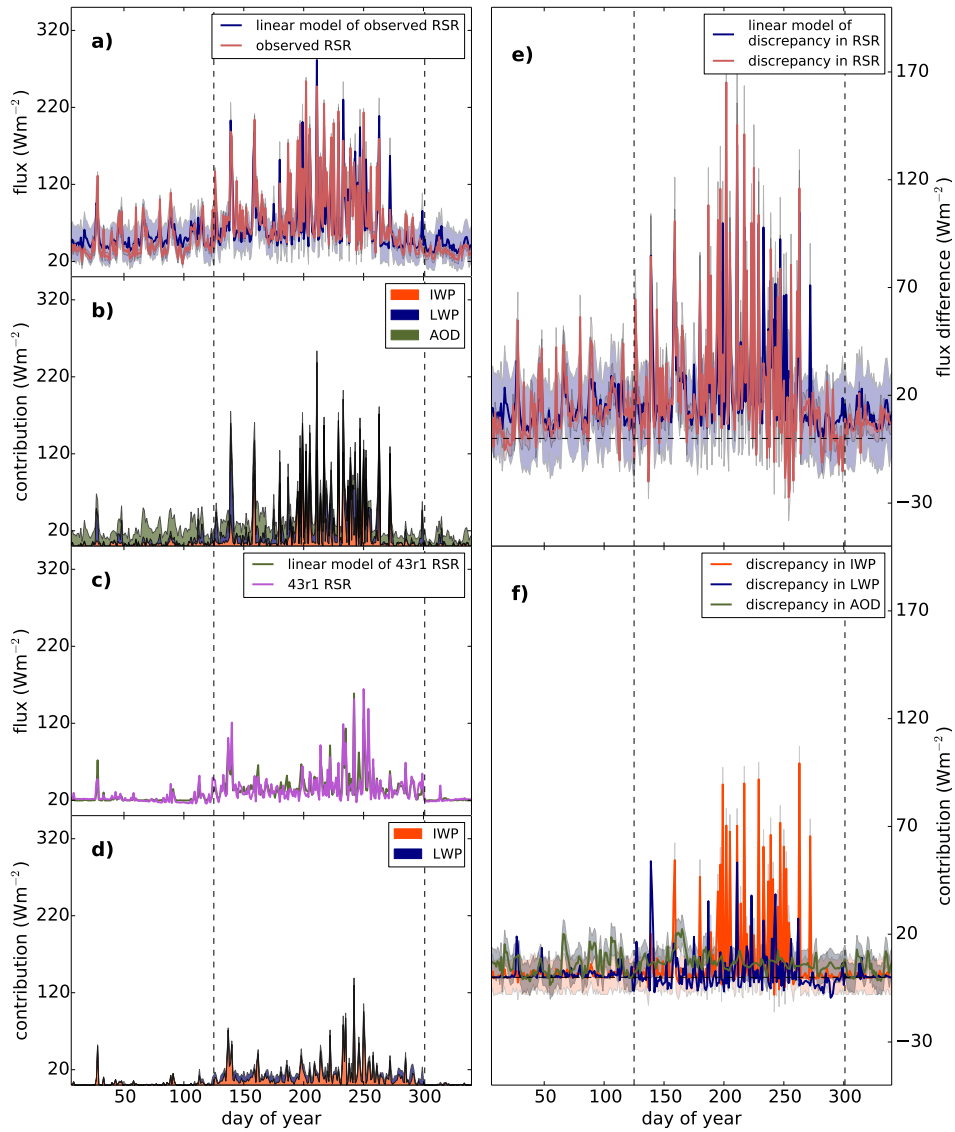 a)
linear model of observed RSR
observed RSR
320
220
120
20
flux (Wm−2)
b)
IWP
LWP
AOD
320
220
120
20
contribution (Wm−2)
c)
linear model of 43r1 RSR
43r1 RSR
320
220
120
20
flux (Wm−2)
d)
IWP
LWP
320
220
120
20
contribution (Wm−2)
50 100 150 200 250 300
day of year
e)
linear model of
discrepancy in RSR
discrepancy in RSR
170
120
70
20
−30
flux difference (Wm−2)
f)
discrepancy in IWP
discrepancy in LWP
discrepancy in AOD
170
120
70
20
−30
contribution (Wm−2)
50 100 150 200 250 300
day of year